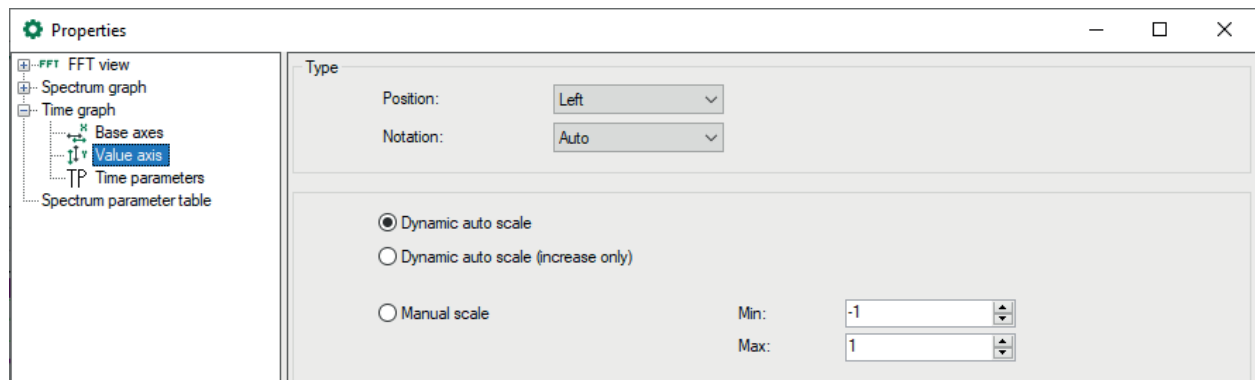 Properties
FFT FFT view
Spectrum graph
Time graph
X Base axes
Y Value axis
TP Time parameters
Spectrum parameter table
Type
Position: Left
Notation: Auto
Dynamic auto scale
Dynamic auto scale (increase only)
Manual scale Min: -1
Max: 1